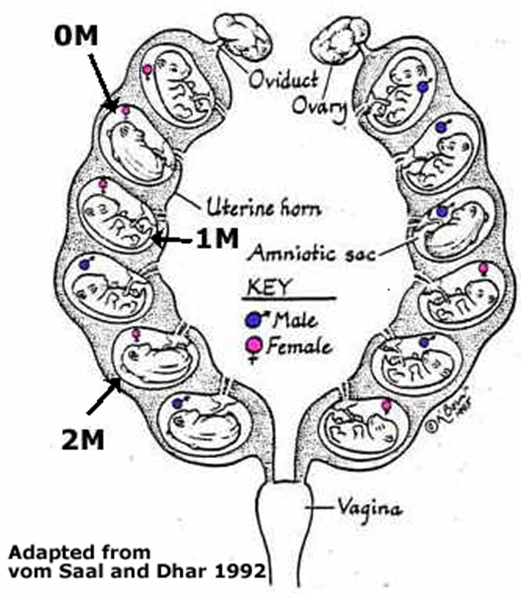 0M
Oviduct
Ovary
Uterine horn
1M
Amniotic sac
KEY
Male
Female
2M
Vagina
Adapted from
vom Saal and Dhar 1992